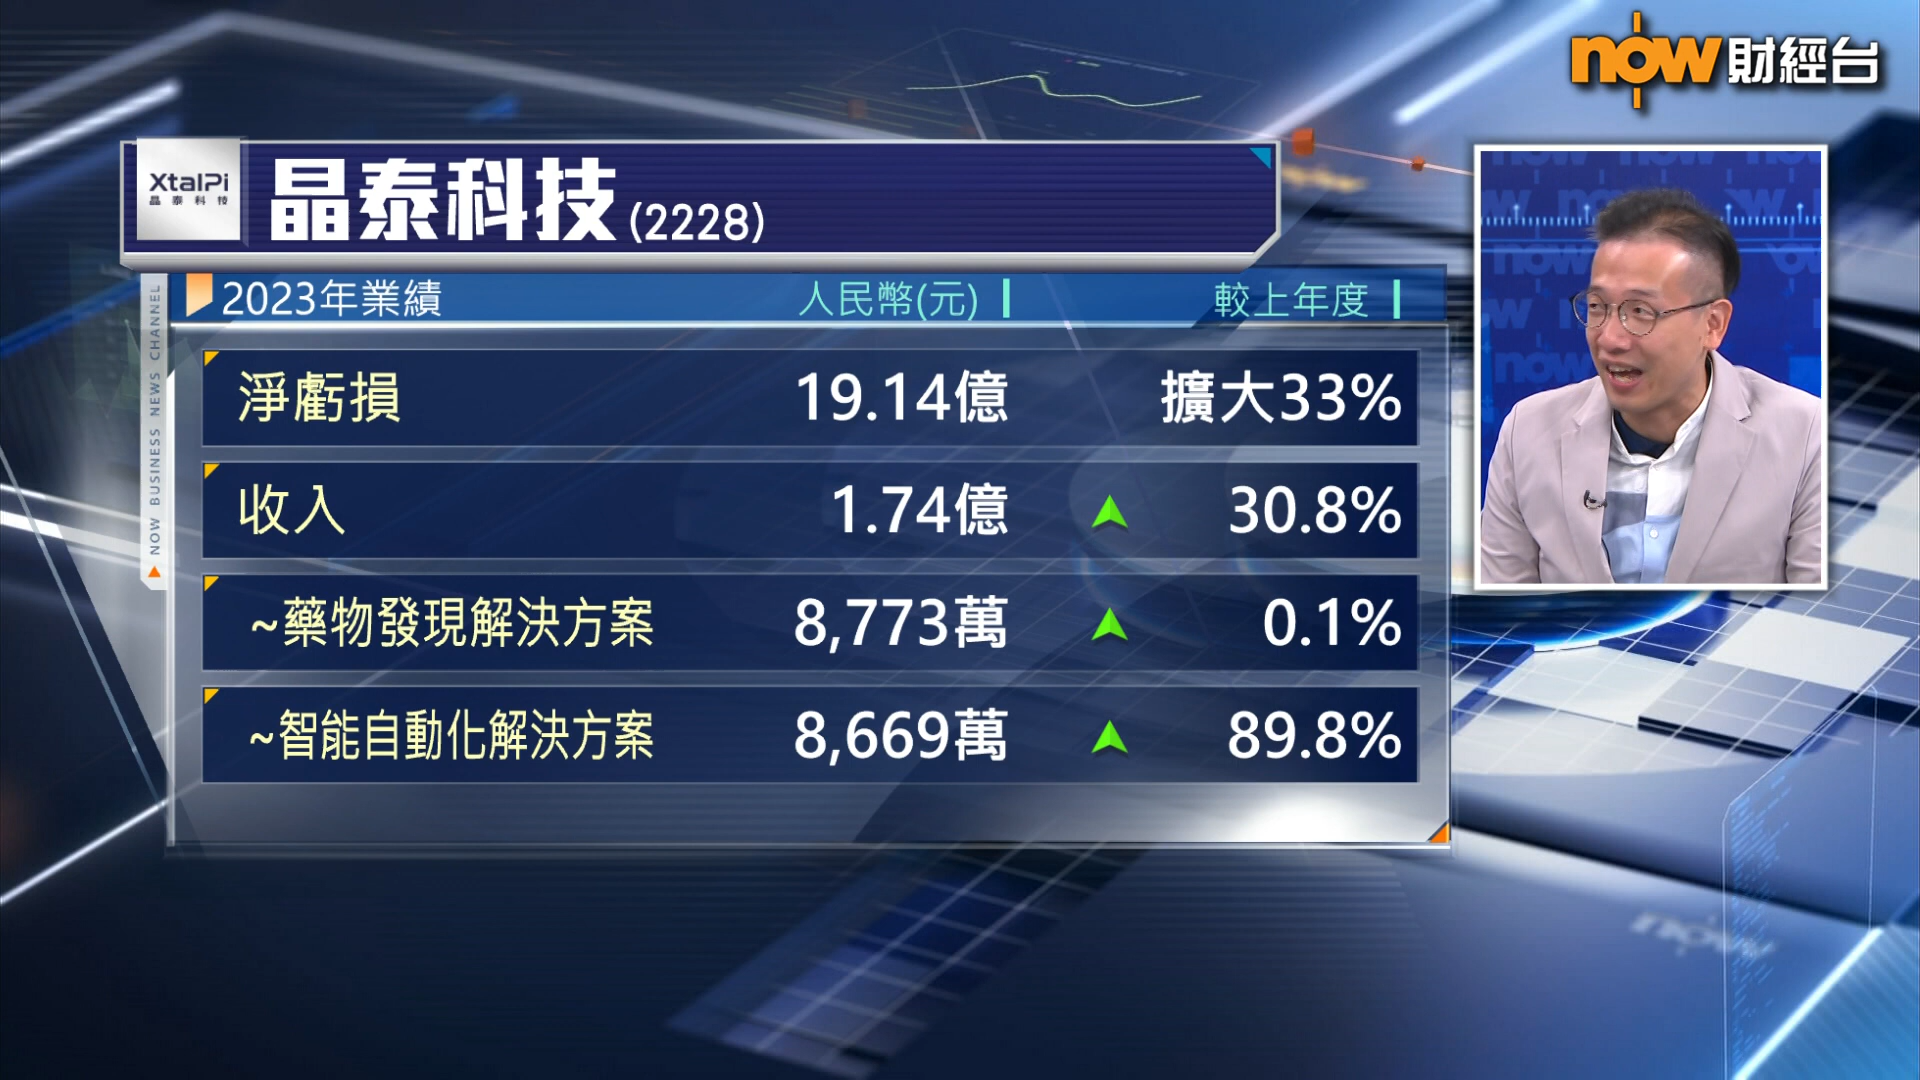 now 財經台
XtalPi
晶泰科技
晶泰科技 (2228)
2023年業績 人民幣(元) 較上年度
淨虧損 19.14億 擴大33%
收入 1.74億 30.8%
~藥物發現解決方案 8,773萬 0.1%
~智能自動化解決方案 8,669萬 89.8%
NOW BUSINESS NEWS CHANNEL
now